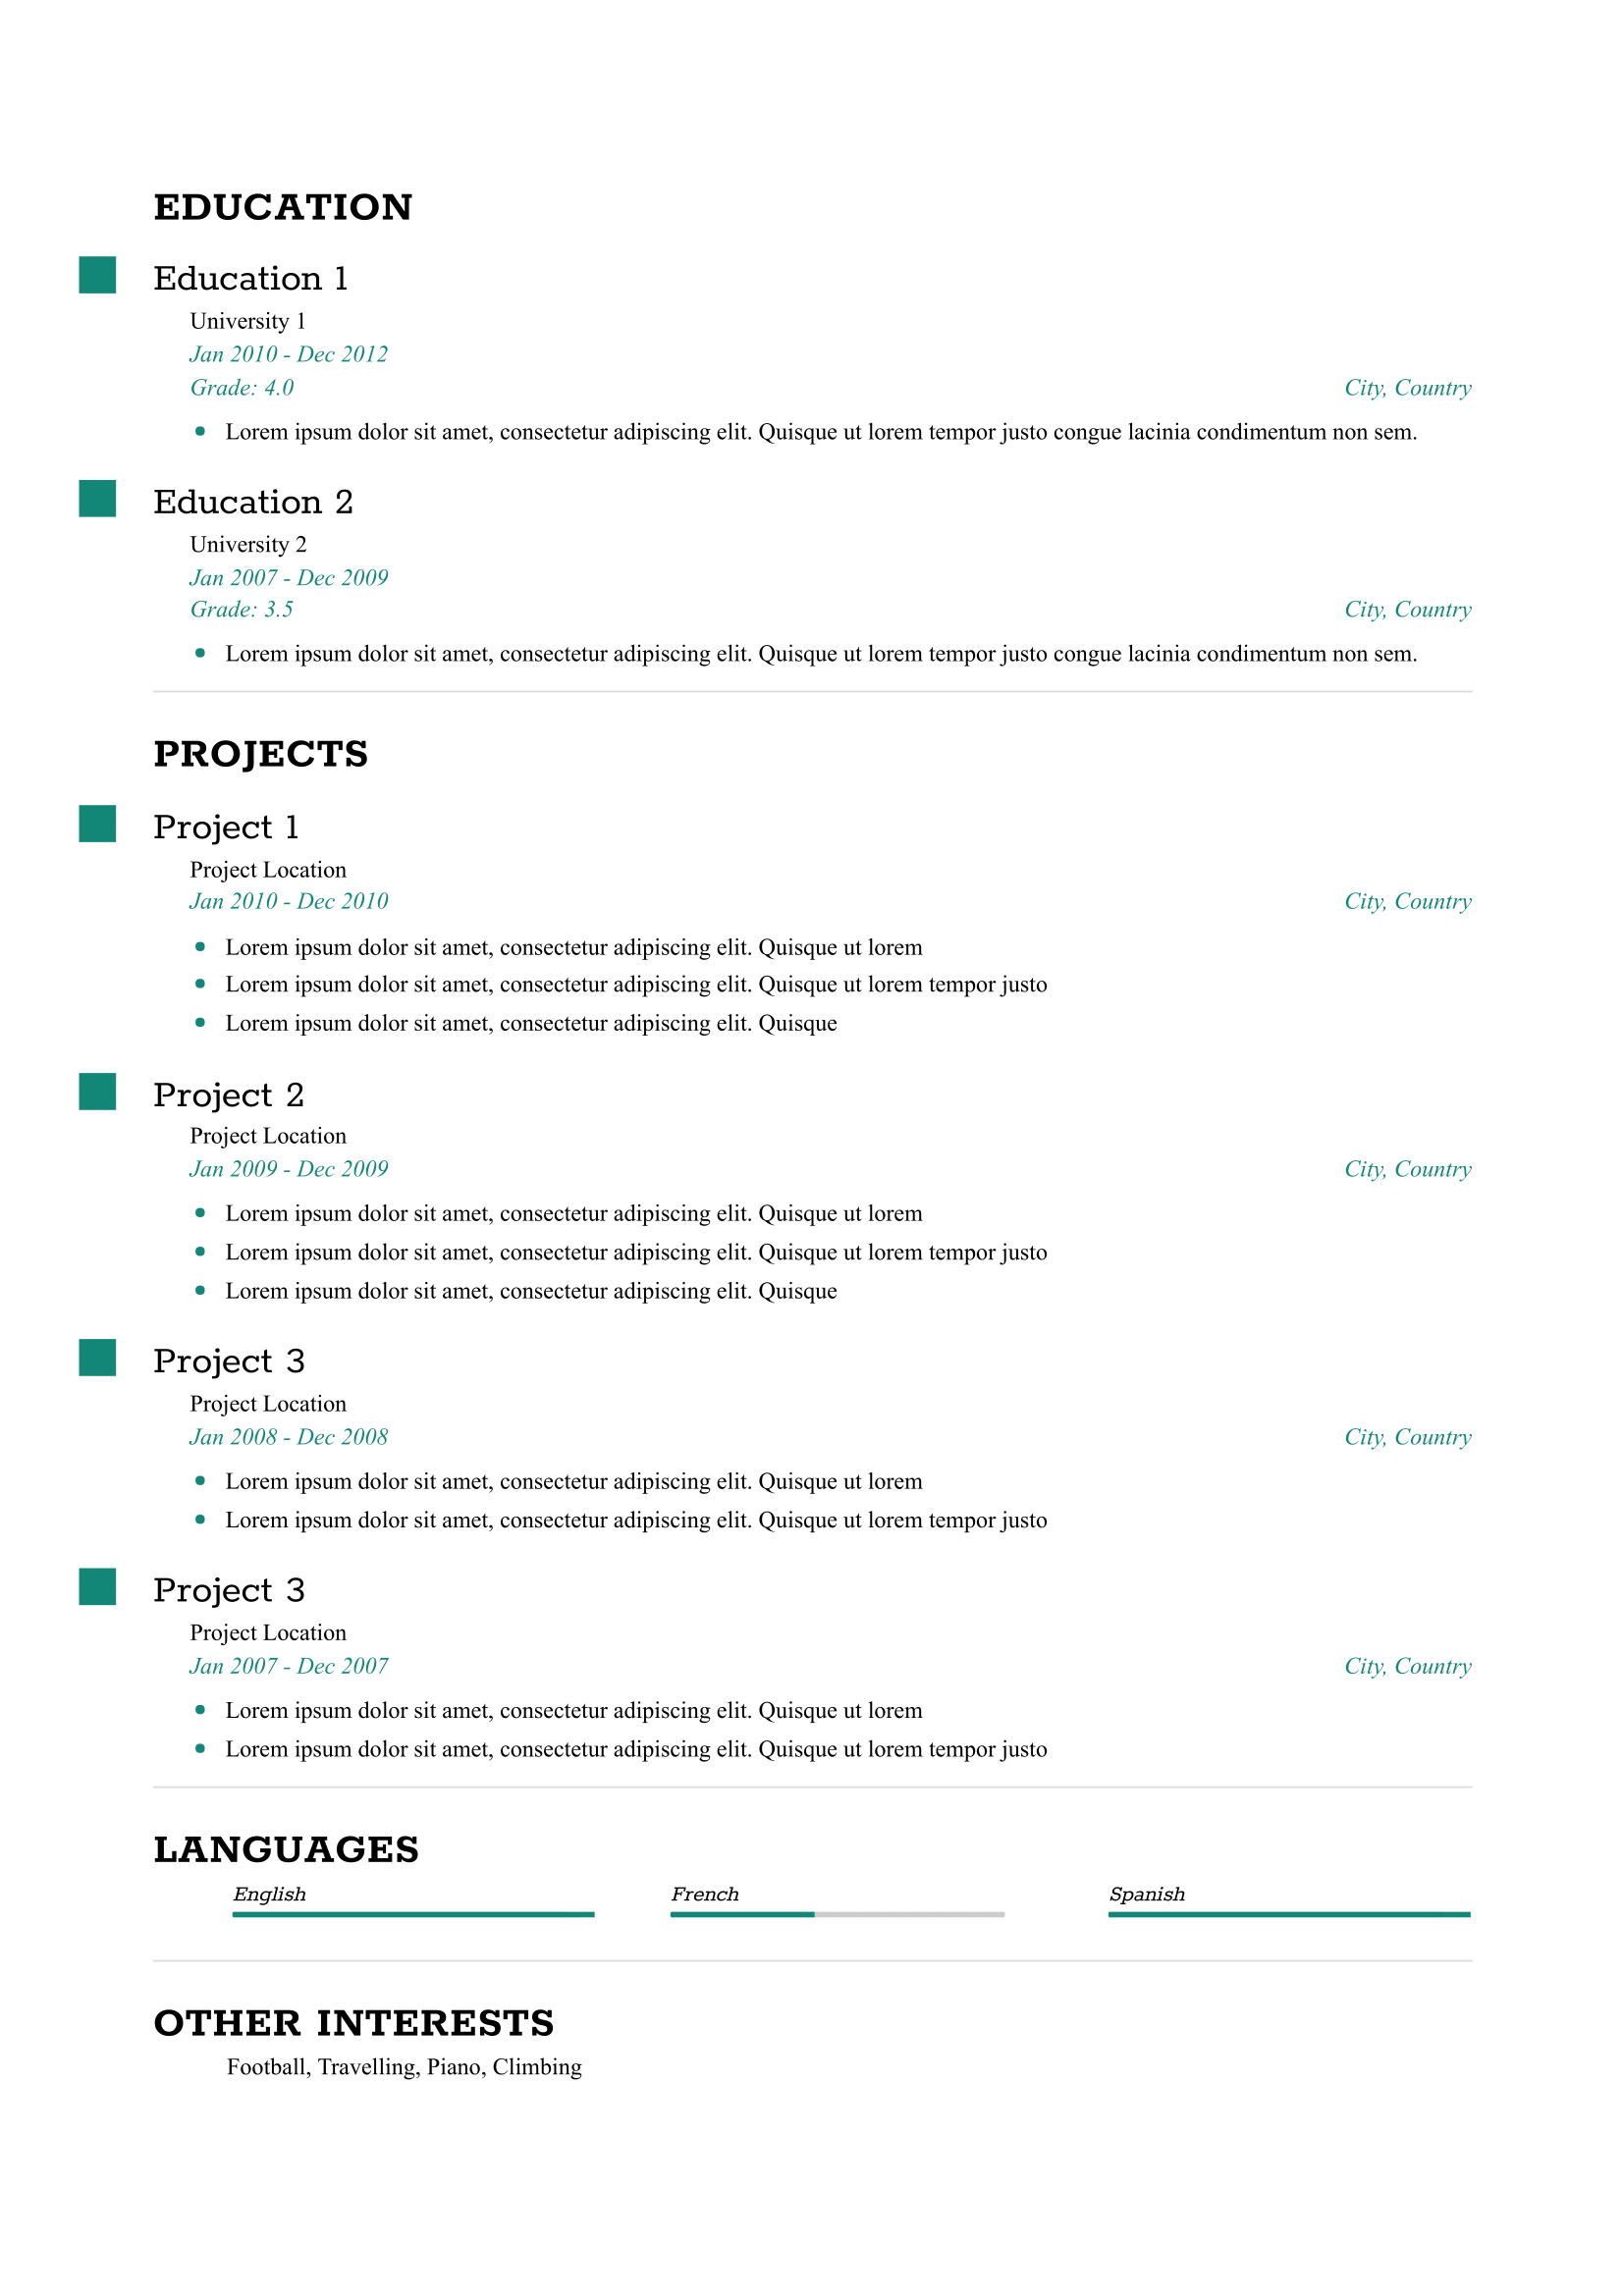 EDUCATION
Education 1
University 1
Jan 2010 - Dec 2012
Grade: 4.0 City, Country
• Lorem ipsum dolor sit amet, consectetur adipiscing elit. Quisque ut lorem tempor justo congue lacinia condimentum non sem.
Education 2
University 2
Jan 2007 - Dec 2009
Grade: 3.5 City, Country
• Lorem ipsum dolor sit amet, consectetur adipiscing elit. Quisque ut lorem tempor justo congue lacinia condimentum non sem.
PROJECTS
Project 1
Project Location
Jan 2010 - Dec 2010 City, Country
• Lorem ipsum dolor sit amet, consectetur adipiscing elit. Quisque ut lorem
• Lorem ipsum dolor sit amet, consectetur adipiscing elit. Quisque ut lorem tempor justo
• Lorem ipsum dolor sit amet, consectetur adipiscing elit. Quisque
Project 2
Project Location
Jan 2009 - Dec 2009 City, Country
• Lorem ipsum dolor sit amet, consectetur adipiscing elit. Quisque ut lorem
• Lorem ipsum dolor sit amet, consectetur adipiscing elit. Quisque ut lorem tempor justo
• Lorem ipsum dolor sit amet, consectetur adipiscing elit. Quisque
Project 3
Project Location
Jan 2008 - Dec 2008 City, Country
• Lorem ipsum dolor sit amet, consectetur adipiscing elit. Quisque ut lorem
• Lorem ipsum dolor sit amet, consectetur adipiscing elit. Quisque ut lorem tempor justo
Project 3
Project Location
Jan 2007 - Dec 2007 City, Country
• Lorem ipsum dolor sit amet, consectetur adipiscing elit. Quisque ut lorem
• Lorem ipsum dolor sit amet, consectetur adipiscing elit. Quisque ut lorem tempor justo
LANGUAGES
English French Spanish
OTHER INTERESTS
Football, Travelling, Piano, Climbing